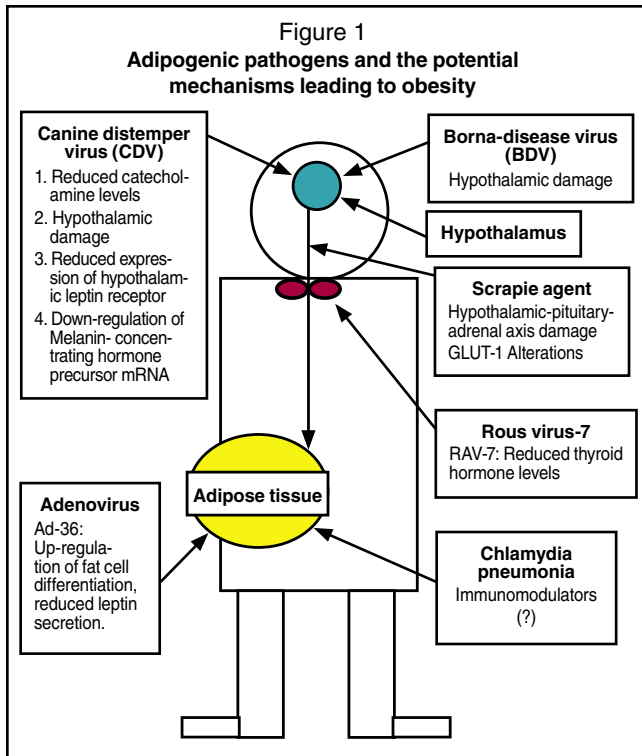 Figure 1
Adipogenic pathogens and the potential
mechanisms leading to obesity
Canine distemper
virus (CDV)
1. Reduced catechol-
amine levels
2. Hypothalamic
damage
3. Reduced expres-
sion of hypothalam-
ic leptin receptor
4. Down-regulation of
Melanin- concen-
trating hormone
precursor mRNA
Borna-disease virus
(BDV)
Hypothalamic damage
Hypothalamus
Scrapie agent
Hypothalamic-pituitary-
adrenal axis damage
GLUT-1 Alterations
Rous virus-7
RAV-7: Reduced thyroid
hormone levels
Adipose tissue
Adenovirus
Ad-36:
Up-regula-
tion of fat cell
differentiation,
reduced leptin
secretion.
Chlamydia
pneumonia
Immunomodulators
(?)